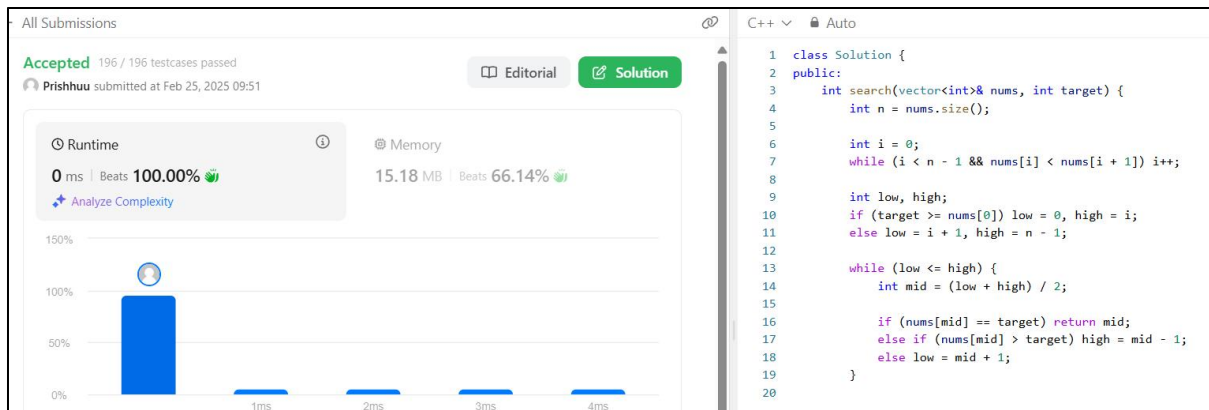 All Submissions
Accepted 196 / 196 testcases passed
Prishhuu submitted at Feb 25, 2025 09:51
Editorial
Solution
Runtime
0 ms | Beats 100.00%
Analyze Complexity
Memory
15.18 MB | Beats 66.14%
150%
100%
50%
0%
1ms 2ms 3ms 4ms
C++ Auto
1 class Solution {
2 public:
3     int search(vector<int>& nums, int target) {
4         int n = nums.size();
5
6         int i = 0;
7         while (i < n - 1 && nums[i] < nums[i + 1]) i++;
8
9         int low, high;
10         if (target >= nums[0]) low = 0, high = i;
11         else low = i + 1, high = n - 1;
12
13         while (low <= high) {
14             int mid = (low + high) / 2;
15
16             if (nums[mid] == target) return mid;
17             else if (nums[mid] > target) high = mid - 1;
18             else low = mid + 1;
19         }
20